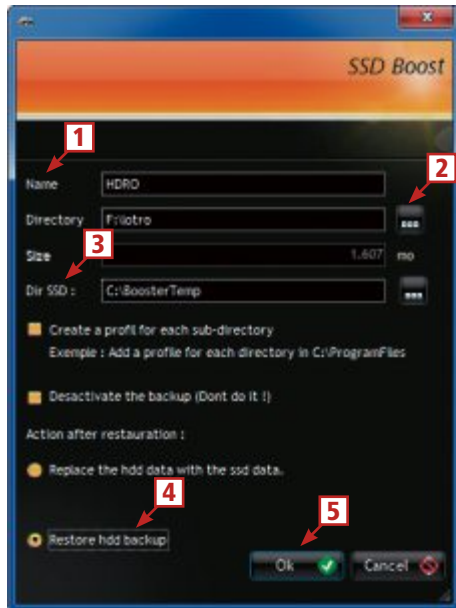 SSD Boost
1
Name HDRO
2
Directory F:\lotro
3
Size 1.607 mo
Dir SSD : C:\BoosterTemp
Create a profil for each sub-directory
Exemple : Add a profile for each directory in C:\ProgramFiles
Desactivate the backup (Dont do it !)
Action after restauration :
Replace the hdd data with the ssd data.
4
5
Restore hdd backup
Ok Cancel